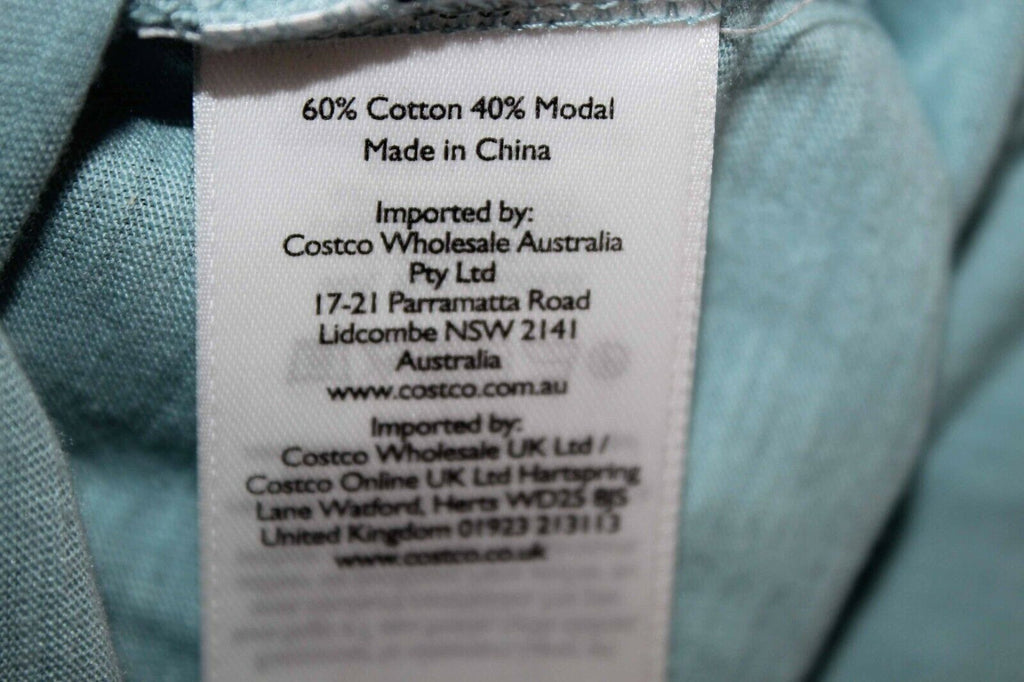 60% Cotton 40% Modal
Made in China
Imported by:
Costco Wholesale Australia
Pty Ltd
17-21 Parramatta Road
Lidcombe NSW 2141
Australia
www.costco.com.au
Imported by:
Costco Wholesale UK Ltd /
Costco Online UK Ltd Hartspring
Lane Watford, Herts WD25 8JS
United Kingdom 01923 213113
www.costco.co.uk